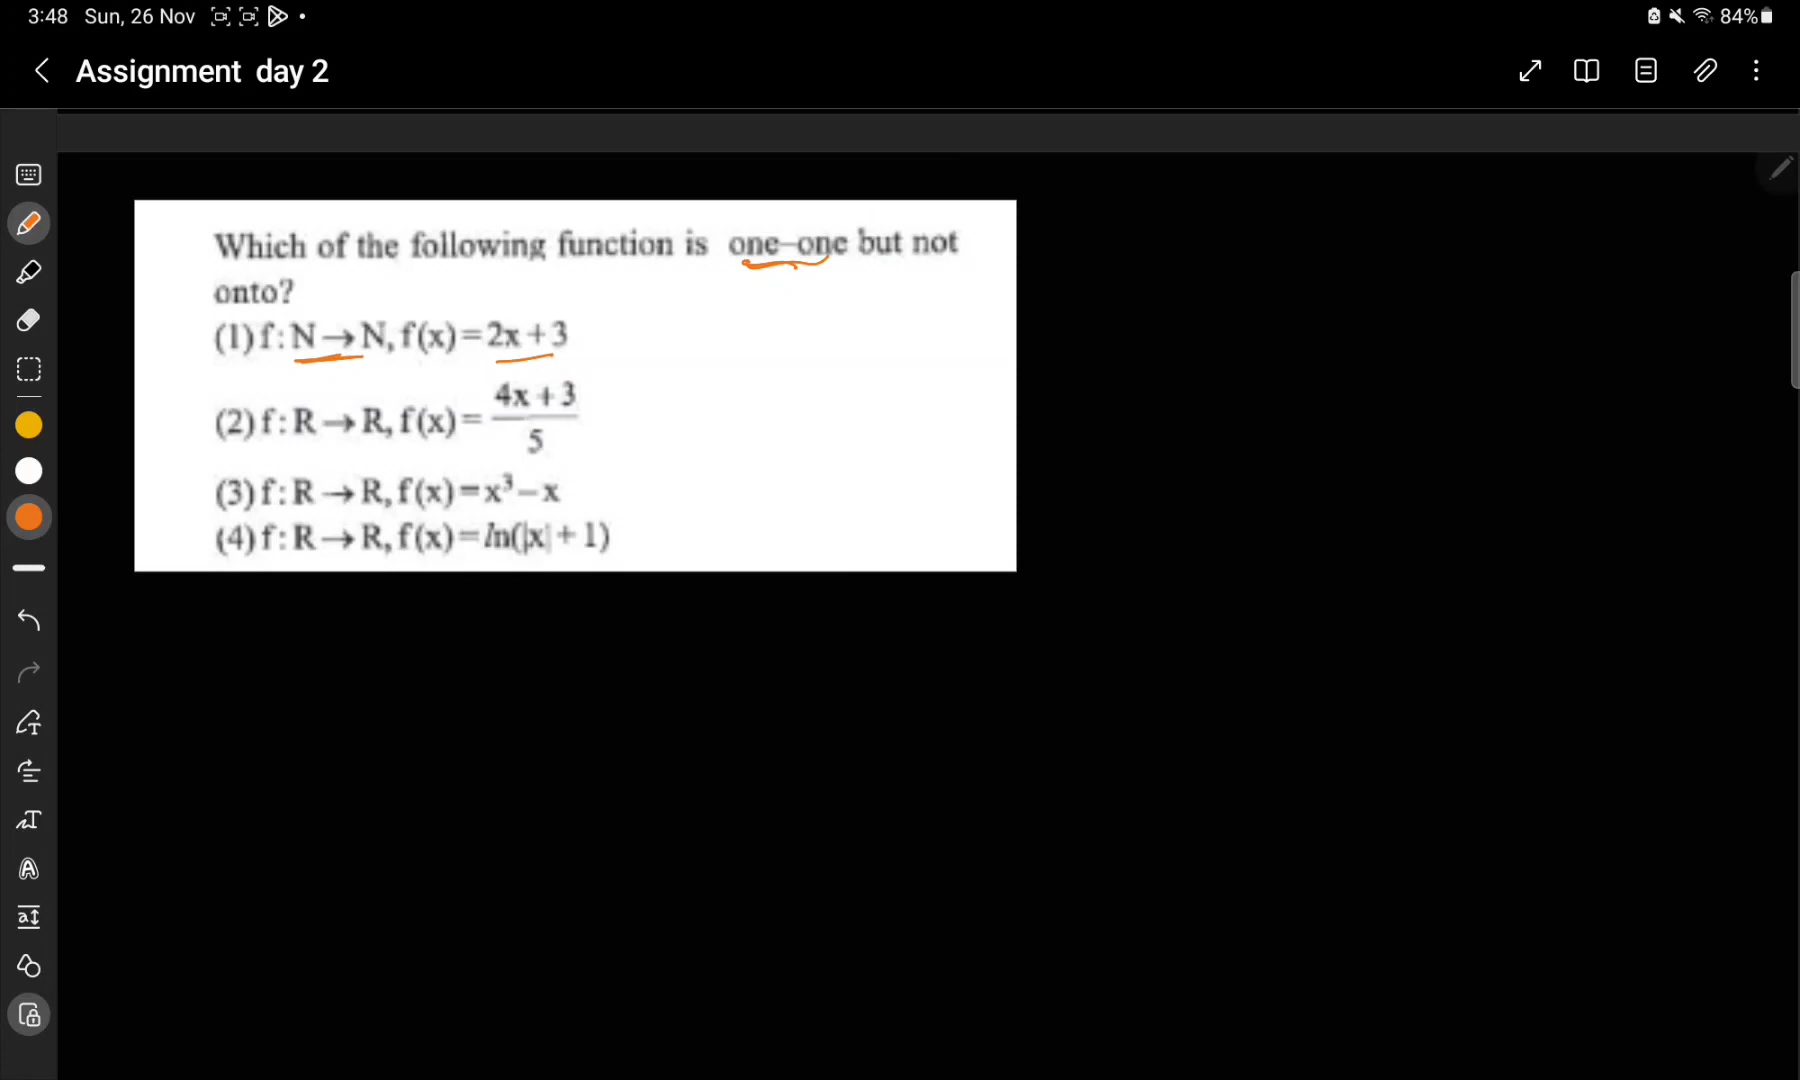 3:48 Sun, 26 Nov
84%
Assignment day 2
Which of the following function is one–one but not
onto?
(1) f : N → N, f(x) = 2x + 3
(2) f : R → R, f(x) = (4x + 3)/5
(3) f : R → R, f(x) = x³ – x
(4) f : R → R, f(x) = ln(|x| + 1)